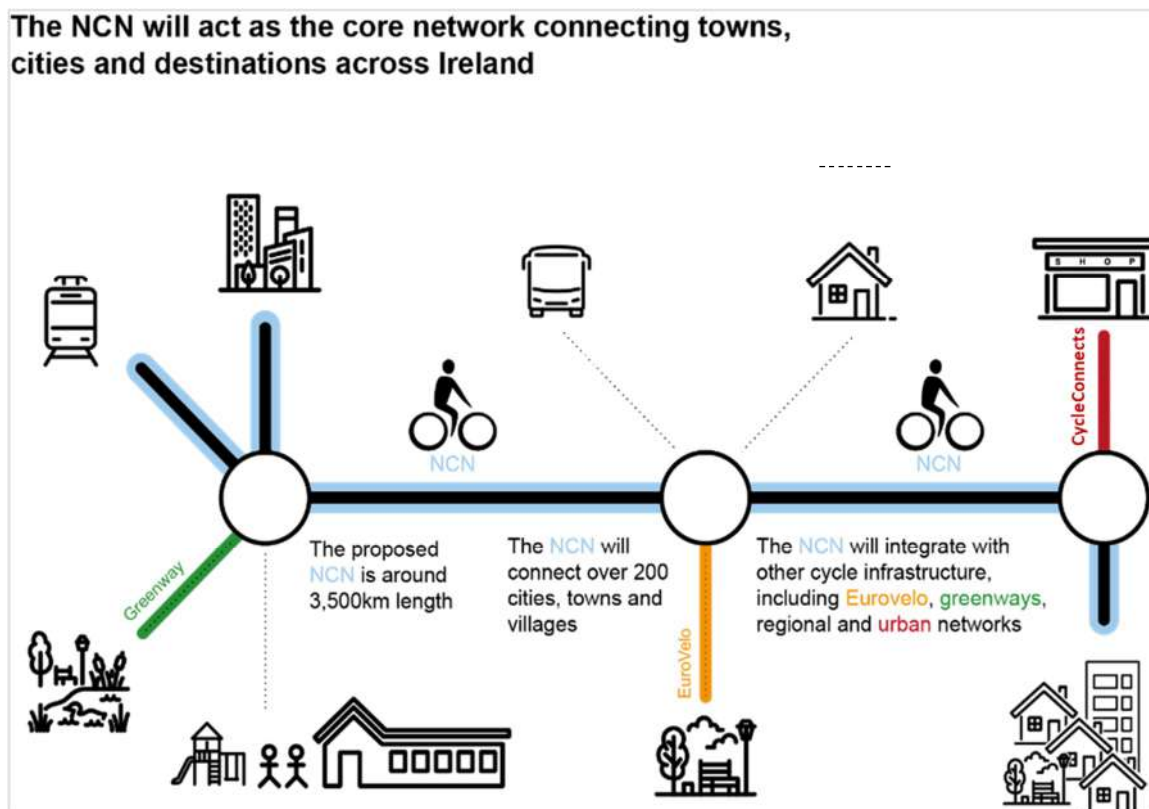 The NCN will act as the core network connecting towns,
cities and destinations across Ireland
SHOP
CycleConnects
NCN
NCN
Greenway
The proposed
NCN is around
3,500km length
The NCN will
connect over 200
cities, towns and
villages
The NCN will integrate with
other cycle infrastructure,
including Eurovelo, greenways,
regional and urban networks
EuroVelo